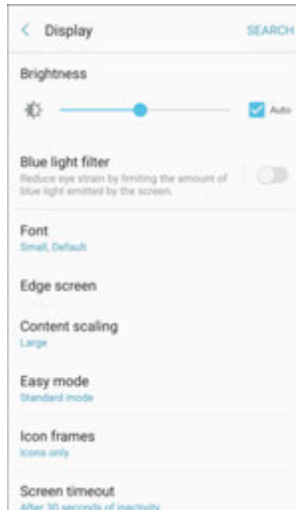 Display SEARCH
Brightness
Auto
Blue light filter
Reduce eye strain by limiting the amount of
blue light emitted by the screen.
Font
Small, Default
Edge screen
Content scaling
Large
Easy mode
Standard mode
Icon frames
Icons only
Screen timeout
After 30 seconds of inactivity